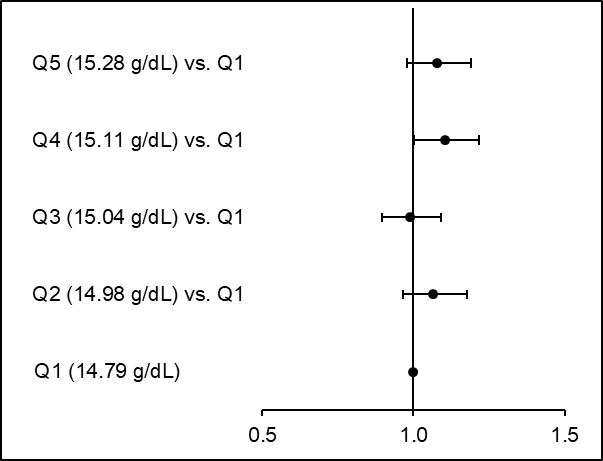 Q5 (15.28 g/dL) vs. Q1
Q4 (15.11 g/dL) vs. Q1
Q3 (15.04 g/dL) vs. Q1
Q2 (14.98 g/dL) vs. Q1
Q1 (14.79 g/dL)
0.5 1.0 1.5